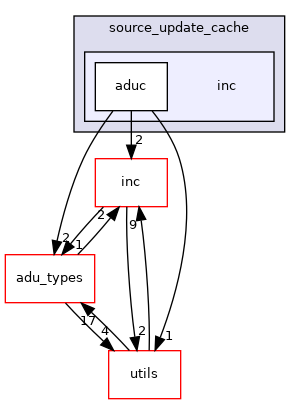 source_update_cache
aduc
inc
2
inc
2
9
2
1
adu_types
17
4
2
1
utils